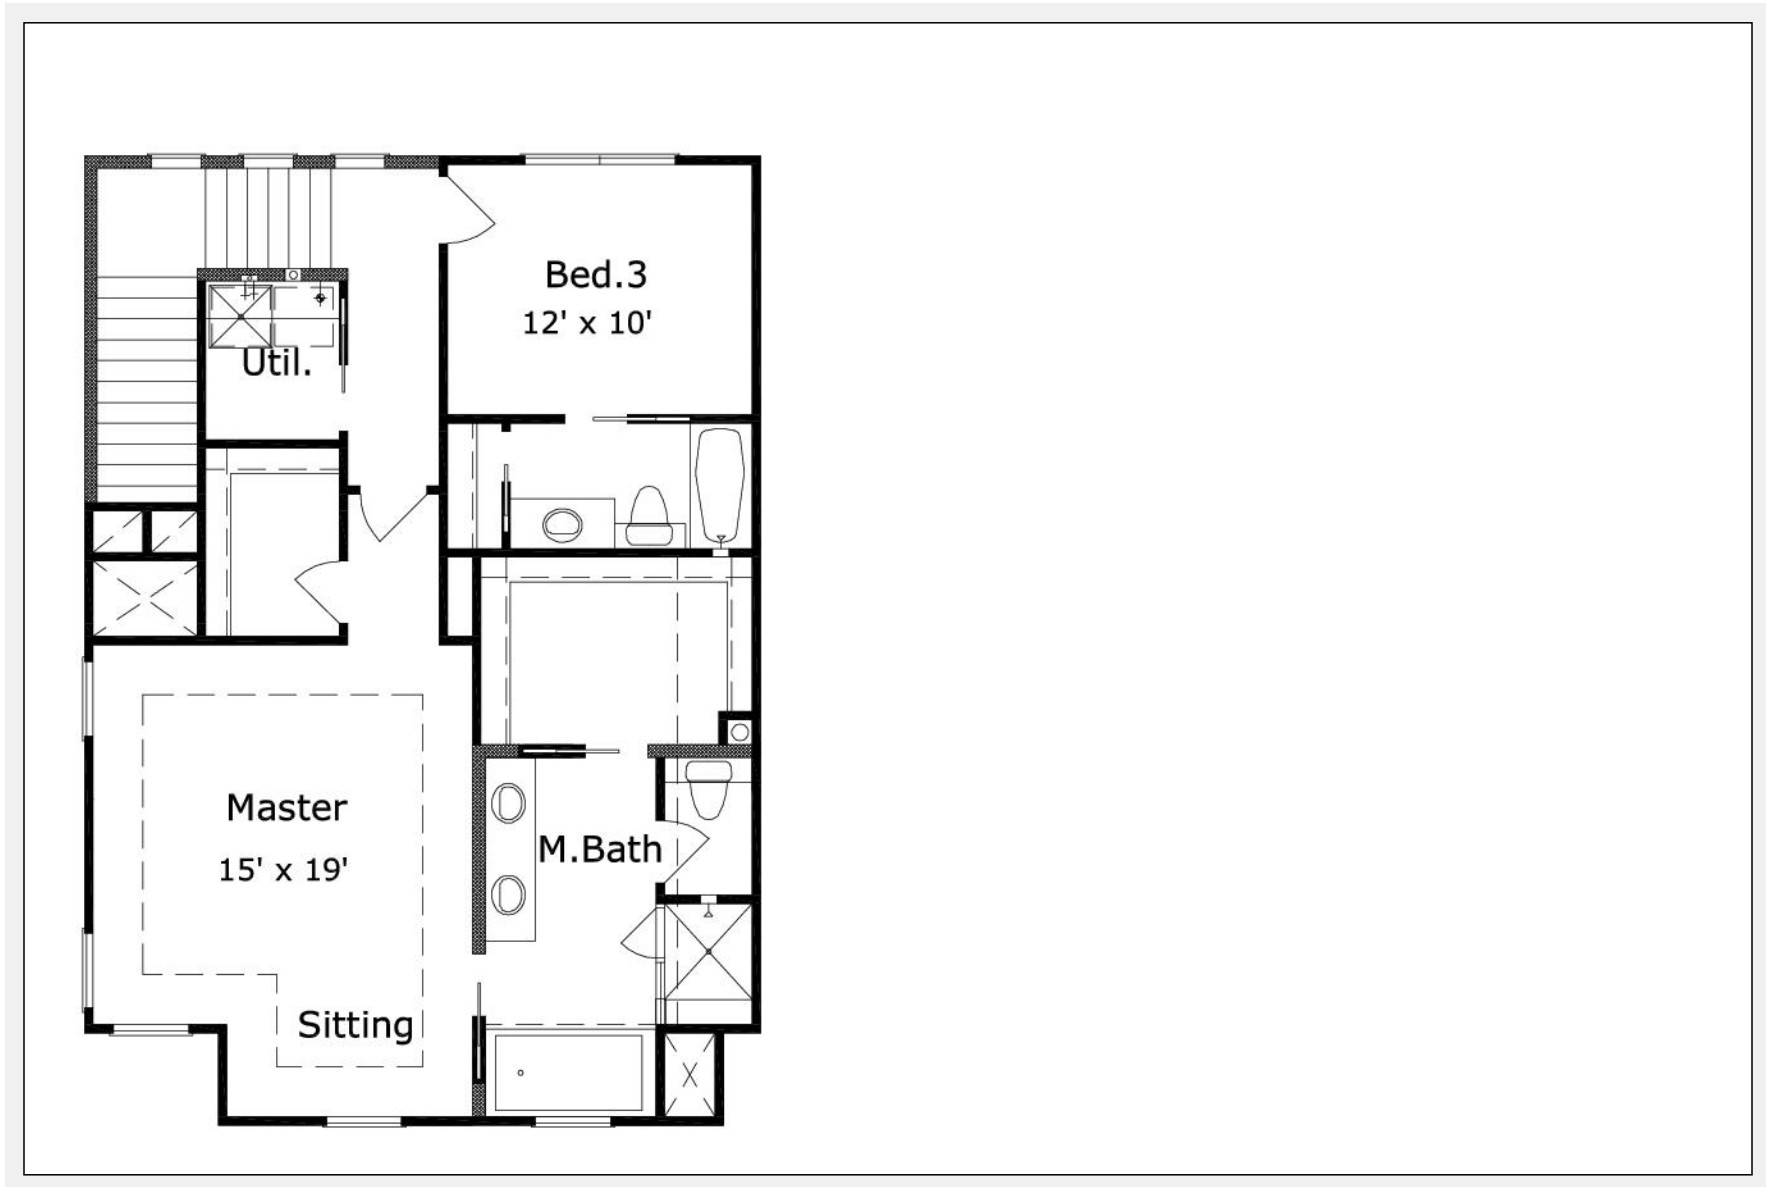 Bed.3
12' x 10'
Util.
Master
15' x 19'
M.Bath
Sitting